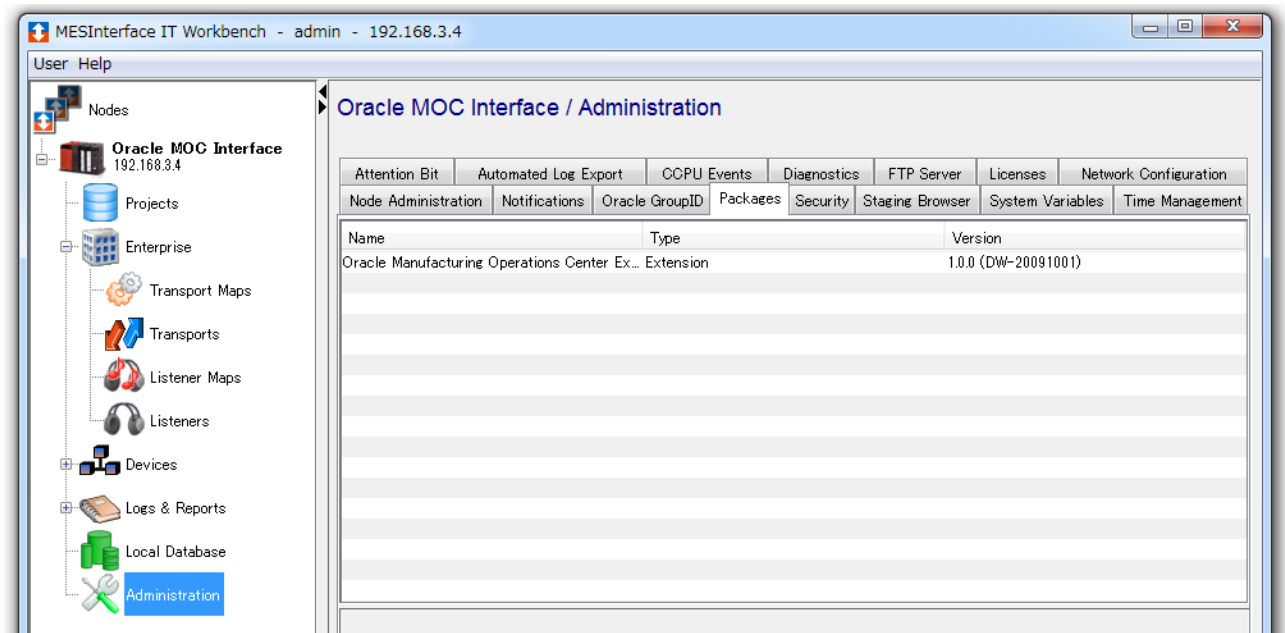 MESInterface IT Workbench - admin - 192.168.3.4
User Help
Nodes
Oracle MOC Interface
192.168.3.4
Projects
Enterprise
Transport Maps
Transports
Listener Maps
Listeners
Devices
Logs & Reports
Local Database
Administration
Oracle MOC Interface / Administration
Attention Bit Automated Log Export CCPU Events Diagnostics FTP Server Licenses Network Configuration
Node Administration Notifications Oracle GroupID Packages Security Staging Browser System Variables Time Management
Name Type Version
Oracle Manufacturing Operations Center Ex... Extension 1.0.0 (DW-20091001)